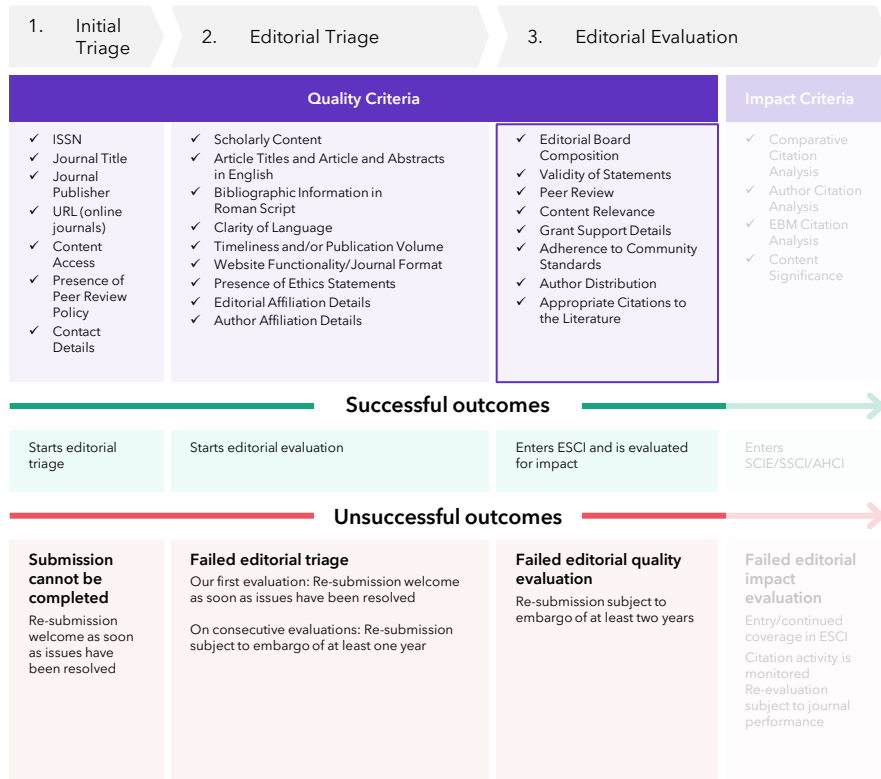 1. Initial
Triage
2. Editorial Triage
3. Editorial Evaluation
Quality Criteria
Impact Criteria
✓ ISSN
✓ Journal Title
✓ Journal
Publisher
✓ URL (online
journals)
✓ Content
Access
✓ Presence of
Peer Review
Policy
✓ Contact
Details
✓ Scholarly Content
✓ Article Titles and Article and Abstracts
in English
✓ Bibliographic Information in
Roman Script
✓ Clarity of Language
✓ Timeliness and/or Publication Volume
✓ Website Functionality/Journal Format
✓ Presence of Ethics Statements
✓ Editorial Affiliation Details
✓ Author Affiliation Details
✓ Editorial Board
Composition
✓ Validity of Statements
✓ Peer Review
✓ Content Relevance
✓ Grant Support Details
✓ Adherence to Community
Standards
✓ Author Distribution
✓ Appropriate Citations to
the Literature
✓ Comparative
Citation
Analysis
✓ Author Citation
Analysis
✓ EBM Citation
Analysis
✓ Content
Significance
Successful outcomes
Starts editorial
triage
Starts editorial evaluation
Enters ESCI and is evaluated
for impact
Enters
SCIE/SSCI/AHCI
Unsuccessful outcomes
Submission
cannot be
completed
Re-submission
welcome as soon
as issues have
been resolved
Failed editorial triage
Our first evaluation: Re-submission welcome
as soon as issues have been resolved
On consecutive evaluations: Re-submission
subject to embargo of at least one year
Failed editorial quality
evaluation
Re-submission subject to
embargo of at least two years
Failed editorial
impact
evaluation
Entry/continued
coverage in ESCI
Citation activity is
monitored
Re-evaluation
subject to journal
performance